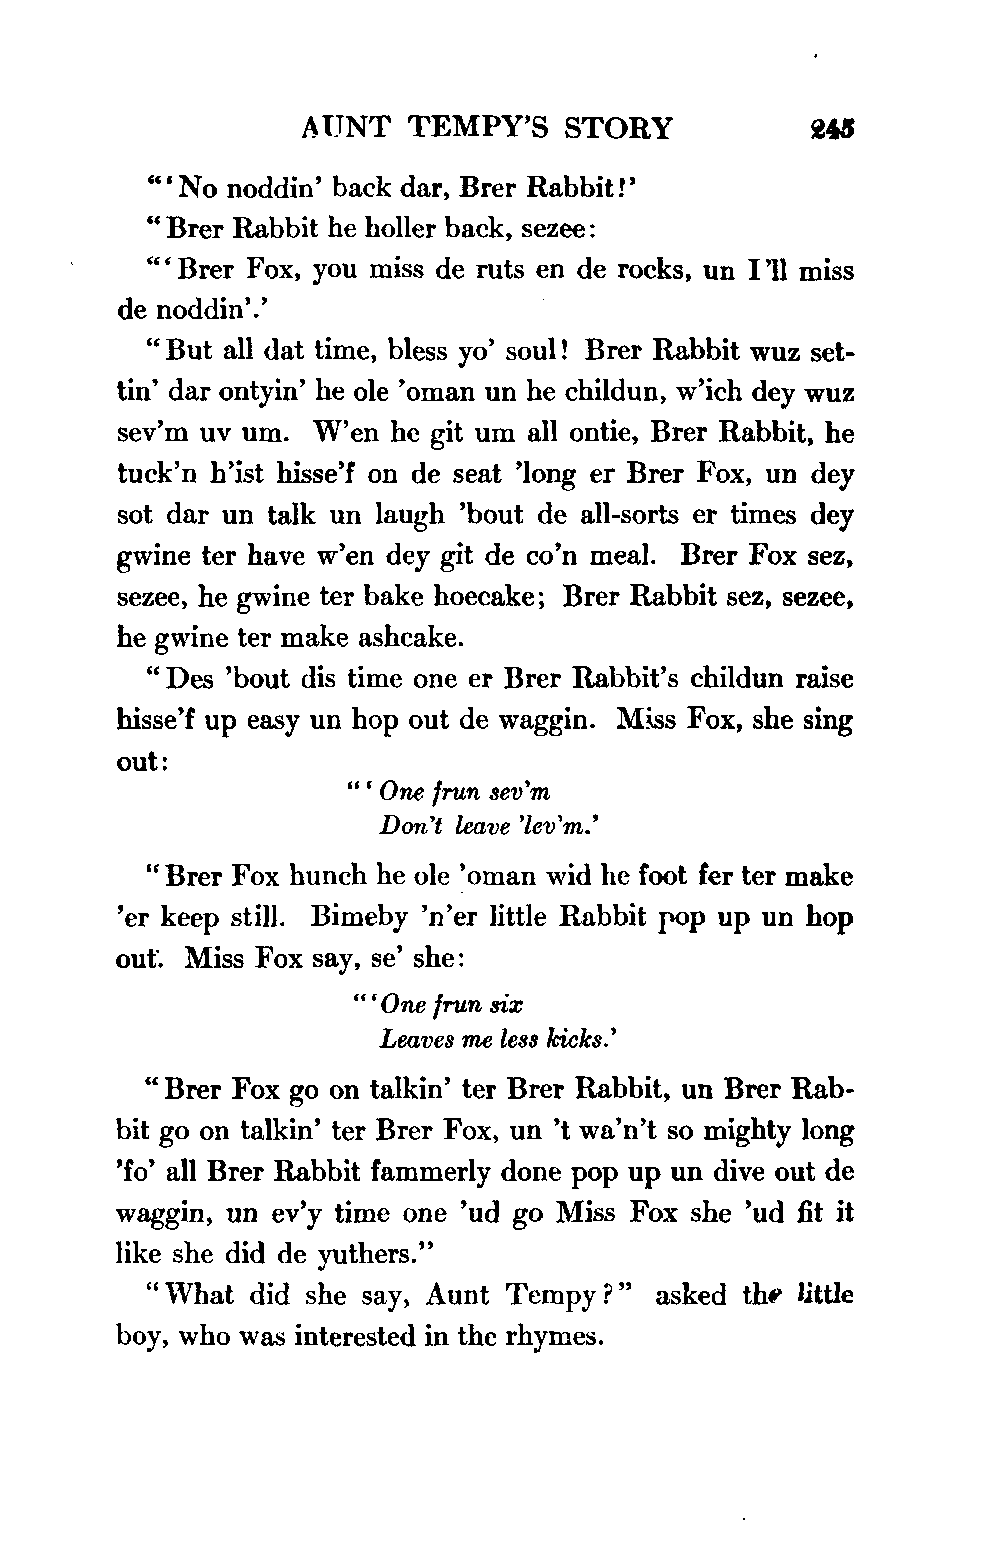 AUNT TEMPY'S STORY 245
"'No noddin' back dar, Brer Rabbit!'
"Brer Rabbit he holler back, sezee:
"'Brer Fox, you miss de ruts en de rocks, un I'll miss
de noddin'.'
"But all dat time, bless yo' soul! Brer Rabbit wuz set-
tin' dar ontyin' he ole 'oman un he childun, w'ich dey wuz
sev'm uv um. W'en he git um all ontie, Brer Rabbit, he
tuck'n h'ist hisse'f on de seat 'long er Brer Fox, un dey
sot dar un talk un laugh 'bout de all-sorts er times dey
gwine ter have w'en dey git de co'n meal. Brer Fox sez,
sezee, he gwine ter bake hoecake; Brer Rabbit sez, sezee,
he gwine ter make ashcake.
"Des 'bout dis time one er Brer Rabbit's childun raise
hisse'f up easy un hop out de waggin. Miss Fox, she sing
out:
"'One frun sev'm
Don't leave 'lev'm.'
"Brer Fox hunch he ole 'oman wid he foot fer ter make
'er keep still. Bimeby 'n'er little Rabbit pop up un hop
out. Miss Fox say, se' she:
"'One frun six
Leaves me less kicks.'
"Brer Fox go on talkin' ter Brer Rabbit, un Brer Rab-
bit go on talkin' ter Brer Fox, un 't wa'n't so mighty long
'fo' all Brer Rabbit fammerly done pop up un dive out de
waggin, un ev'y time one 'ud go Miss Fox she 'ud fit it
like she did de yuthers."
"What did she say, Aunt Tempy?" asked the little
boy, who was interested in the rhymes.